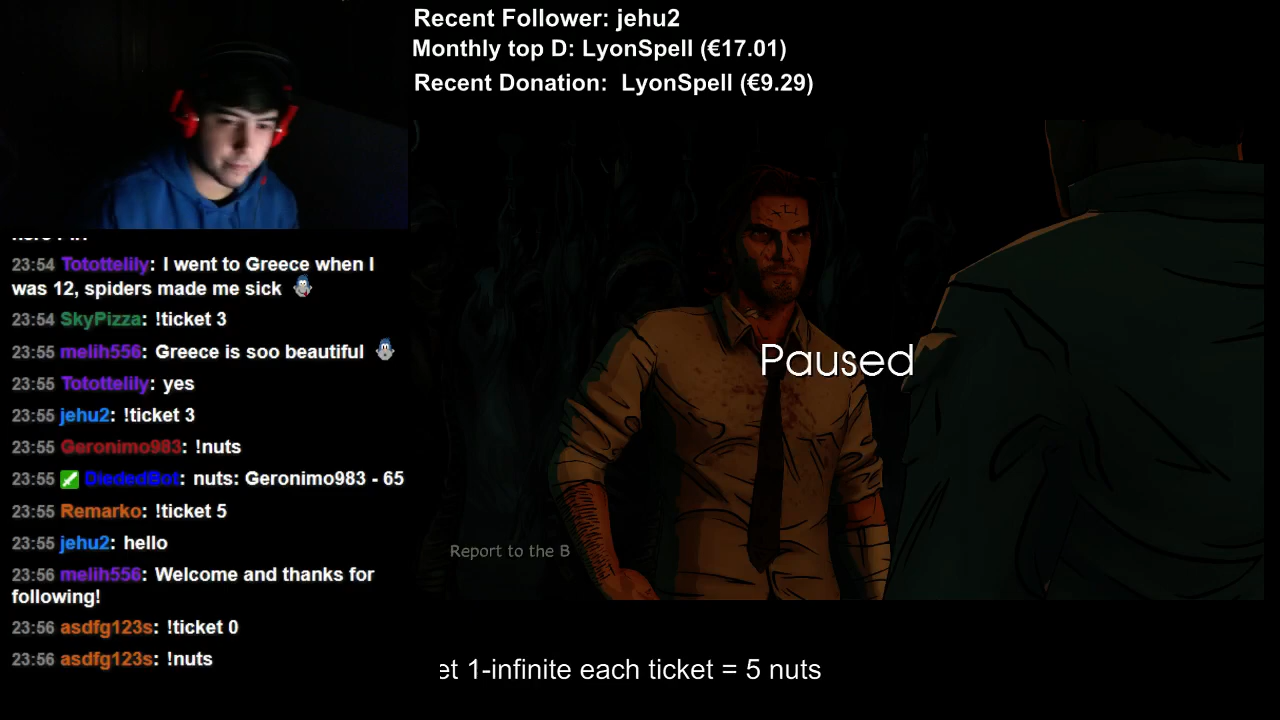 Recent Follower: jehu2
Monthly top D: LyonSpell (€17.01)
Recent Donation: LyonSpell (€9.29)
23:54 Totottelily: I went to Greece when I
was 12, spiders made me sick
23:54 SkyPizza: !ticket 3
23:55 melih556: Greece is soo beautiful
23:55 Totottelily: yes
23:55 jehu2: !ticket 3
23:55 Geronimo983: !nuts
23:55 DiededBot: nuts: Geronimo983 - 65
23:55 Remarko: !ticket 5
23:55 jehu2: hello
23:56 melih556: Welcome and thanks for
following!
23:56 asdfg123s: !ticket 0
23:56 asdfg123s: !nuts
Paused
Report to the B
et 1-infinite each ticket = 5 nuts